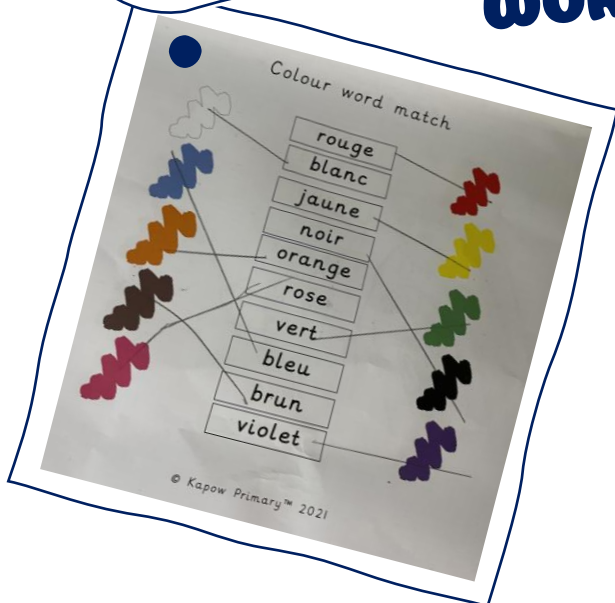 Colour word match
rouge
blanc
jaune
noir
orange
rose
vert
bleu
brun
violet
© Kapow Primary™ 2021